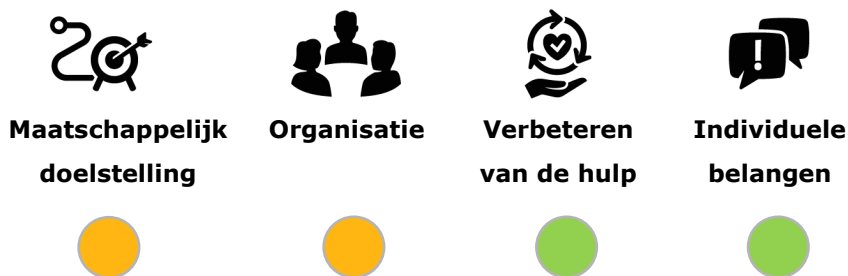 Maatschappelijk
doelstelling
Organisatie
Verbeteren
van de hulp
Individuele
belangen